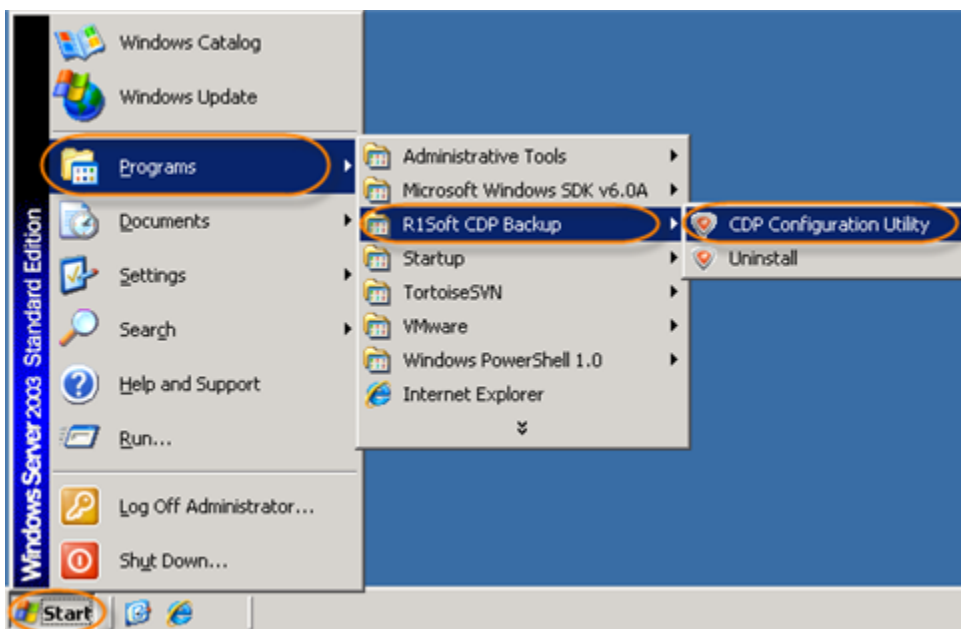 Windows Catalog
Windows Update
Programs
Documents
Settings
Search
Help and Support
Run...
Log Off Administrator...
Shut Down...
Windows Server 2003 Standard Edition
Administrative Tools
Microsoft Windows SDK v6.0A
R1Soft CDP Backup
Startup
TortoiseSVN
VMware
Windows PowerShell 1.0
Internet Explorer
CDP Configuration Utility
Uninstall
Start